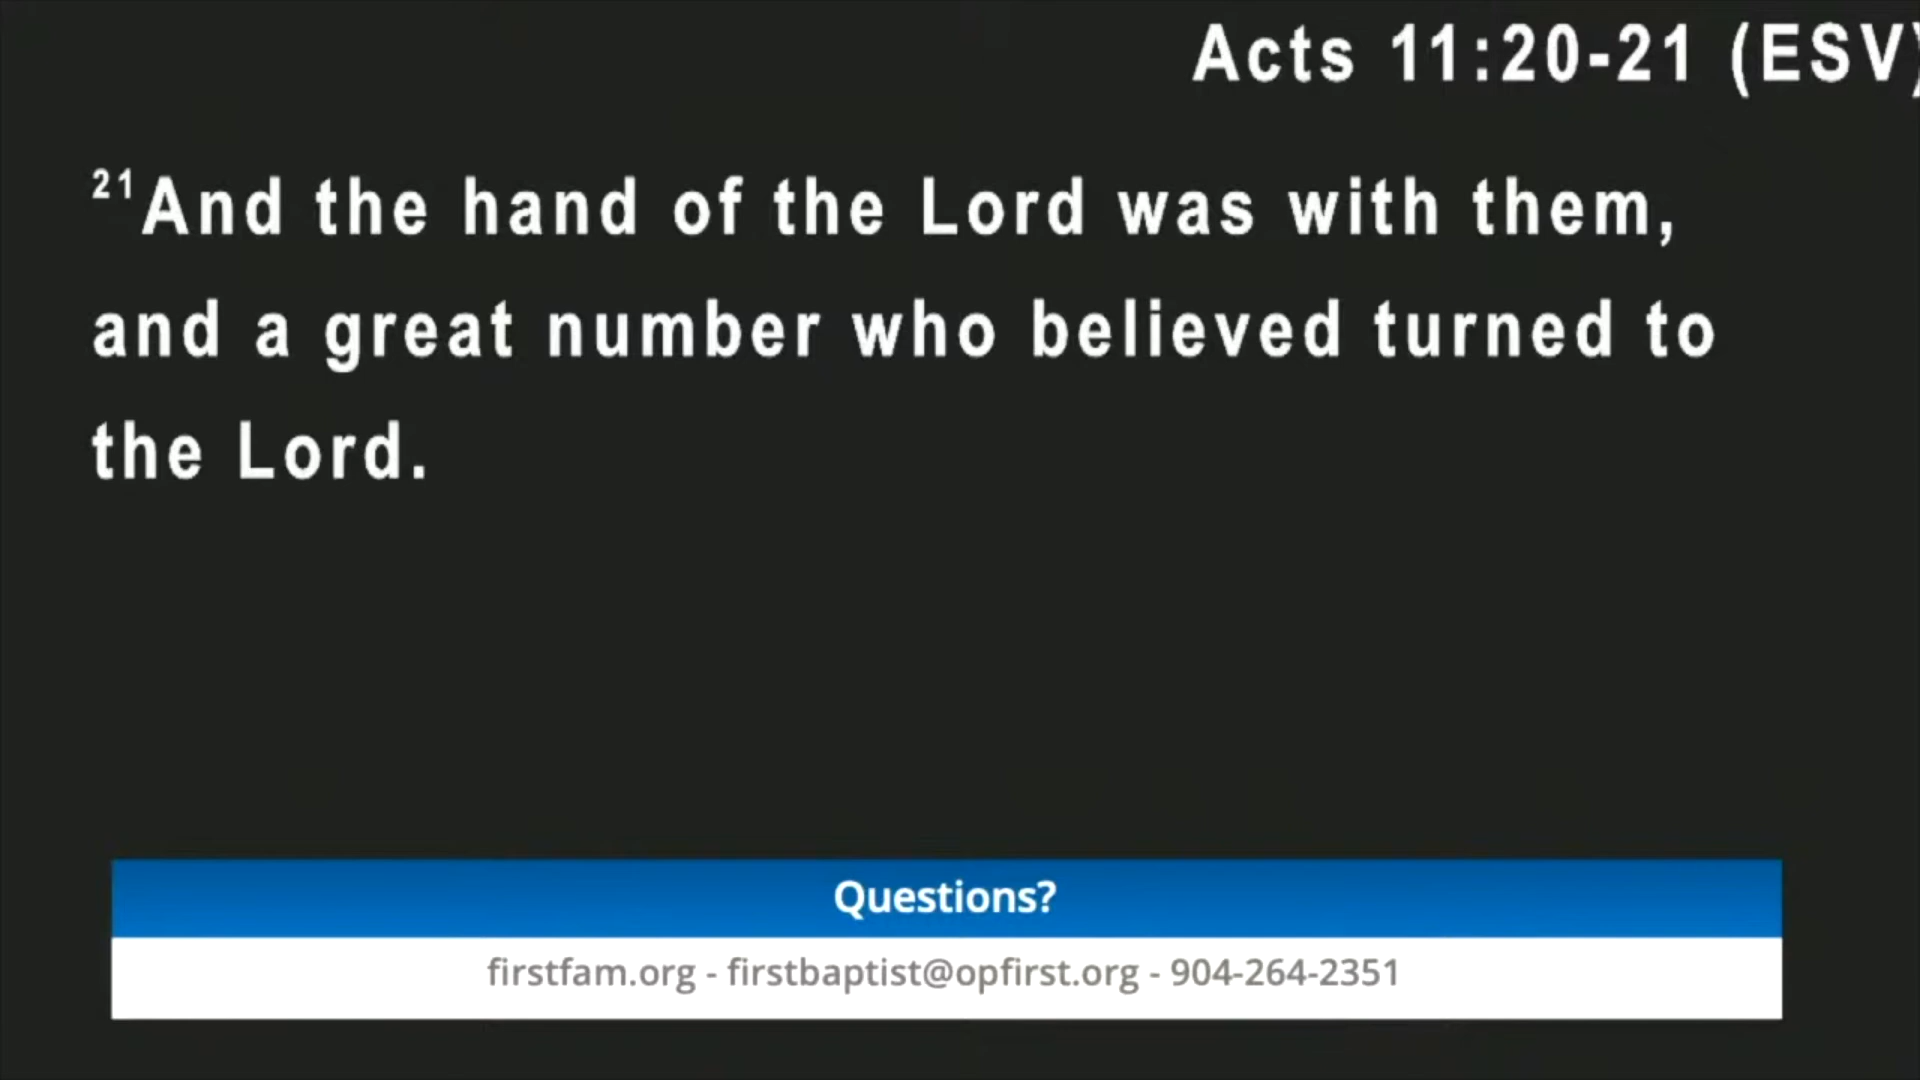 Acts 11:20-21 (ESV)
21And the hand of the Lord was with them,
and a great number who believed turned to
the Lord.
Questions?
firstfam.org - firstbaptist@opfirst.org - 904-264-2351